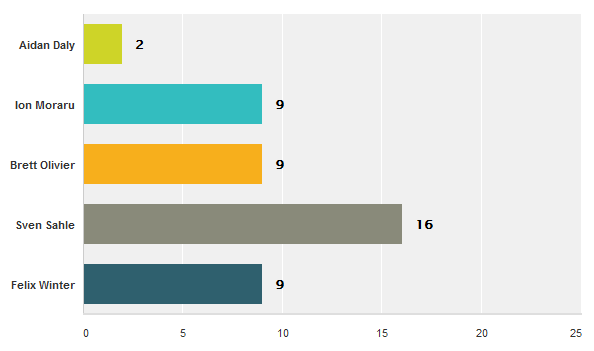 Aidan Daly 2
Ion Moraru 9
Brett Olivier 9
Sven Sahle 16
Felix Winter 9
0 5 10 15 20 25